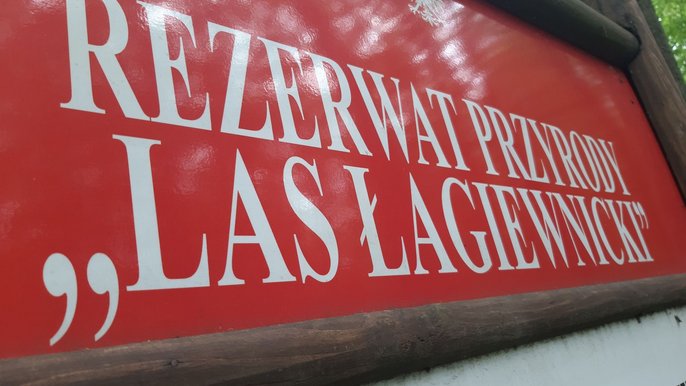 REZERWAT PRZYRODY
„LAS ŁAGIEWNICKI”